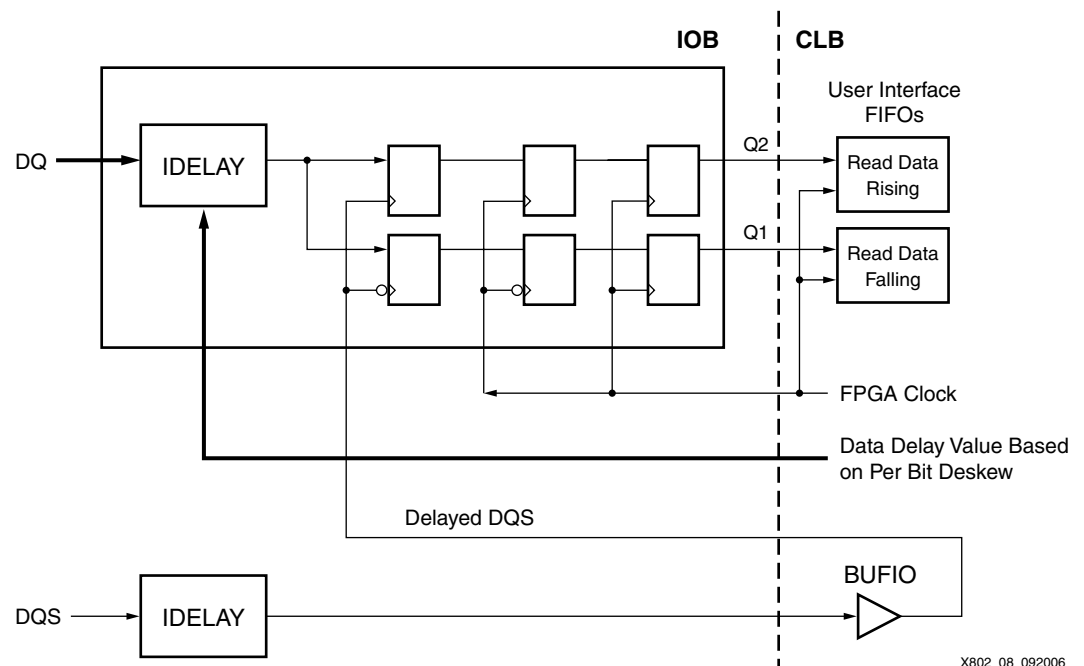 IOB
CLB
User Interface
FIFOs
DQ
IDELAY
Q2
Read Data
Rising
Q1
Read Data
Falling
FPGA Clock
Data Delay Value Based
on Per Bit Deskew
Delayed DQS
BUFIO
DQS
IDELAY
X802_08_092006